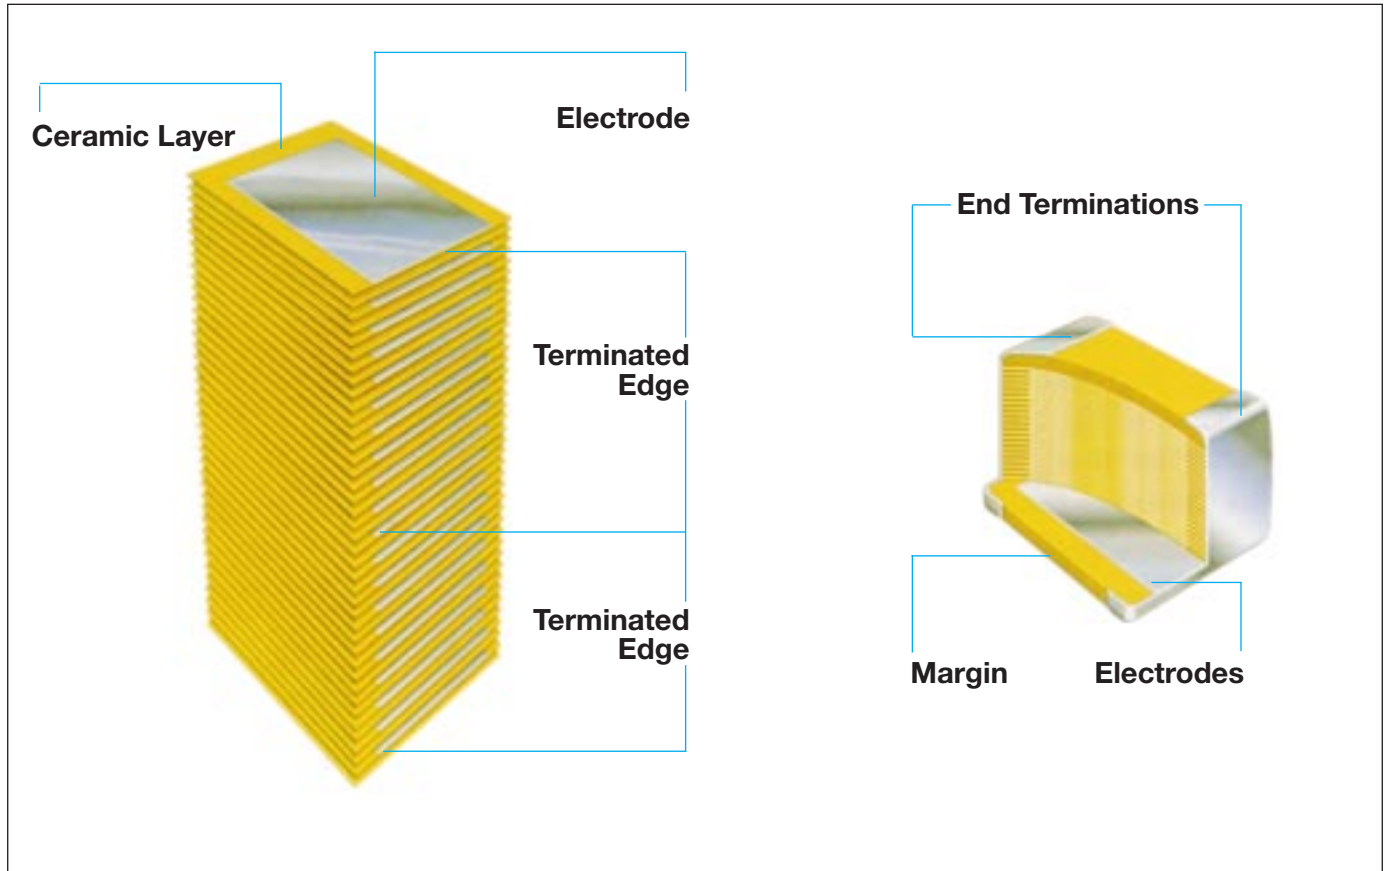 Ceramic Layer
Electrode
Terminated
Edge
Terminated
Edge
End Terminations
Margin
Electrodes